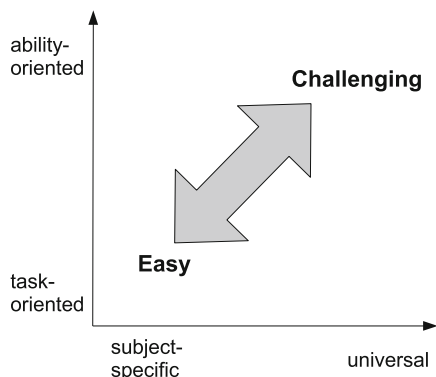 ability-
oriented
Challenging
Easy
task-
oriented
subject-
specific
universal